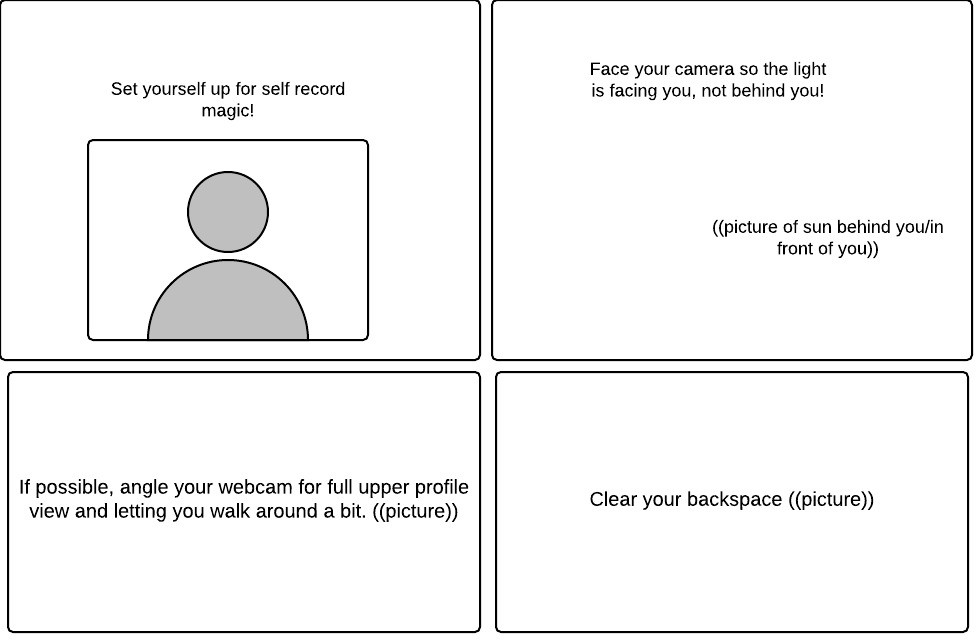 Set yourself up for self record
magic!
Face your camera so the light
is facing you, not behind you!
((picture of sun behind you/in
front of you))
If possible, angle your webcam for full upper profile
view and letting you walk around a bit. ((picture))
Clear your backspace ((picture))